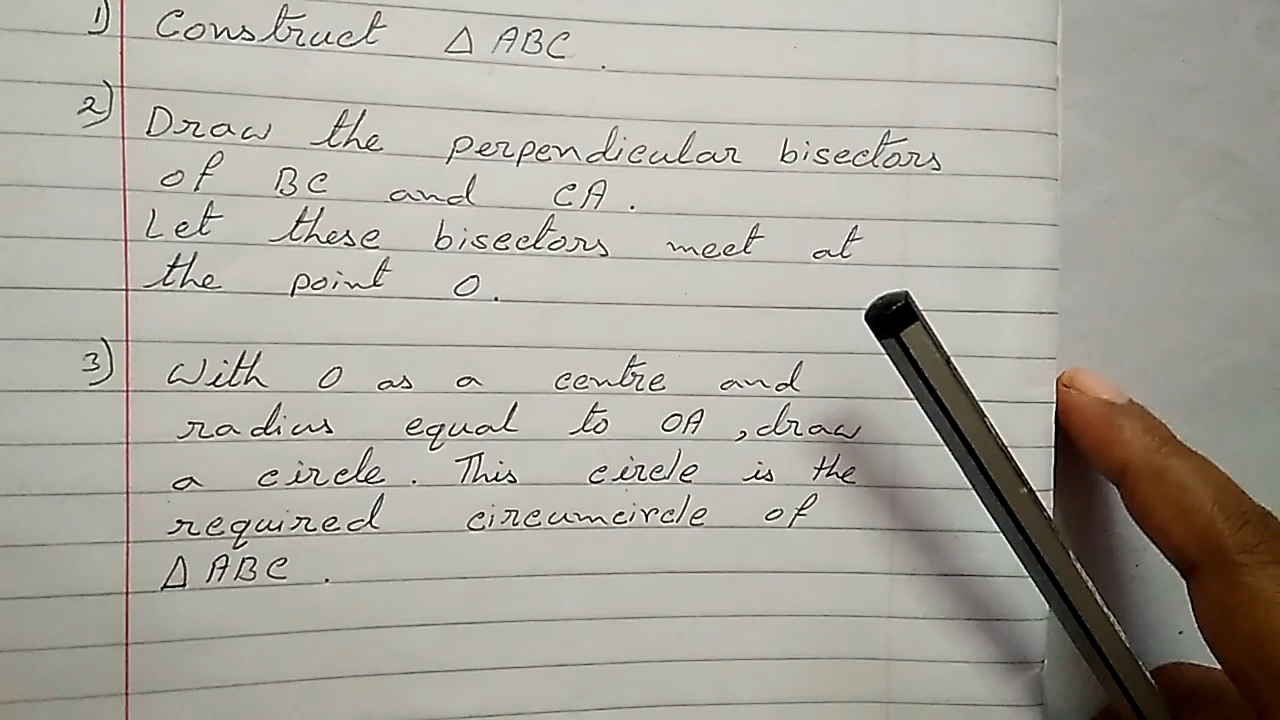 1) Construct △ ABC.
2) Draw the perpendicular bisectors
of BC and CA.
Let these bisectors meet at
the point O.
3) With O as a centre and
radius equal to OA, draw
a circle. This circle is the
required circumcircle of
△ ABC.